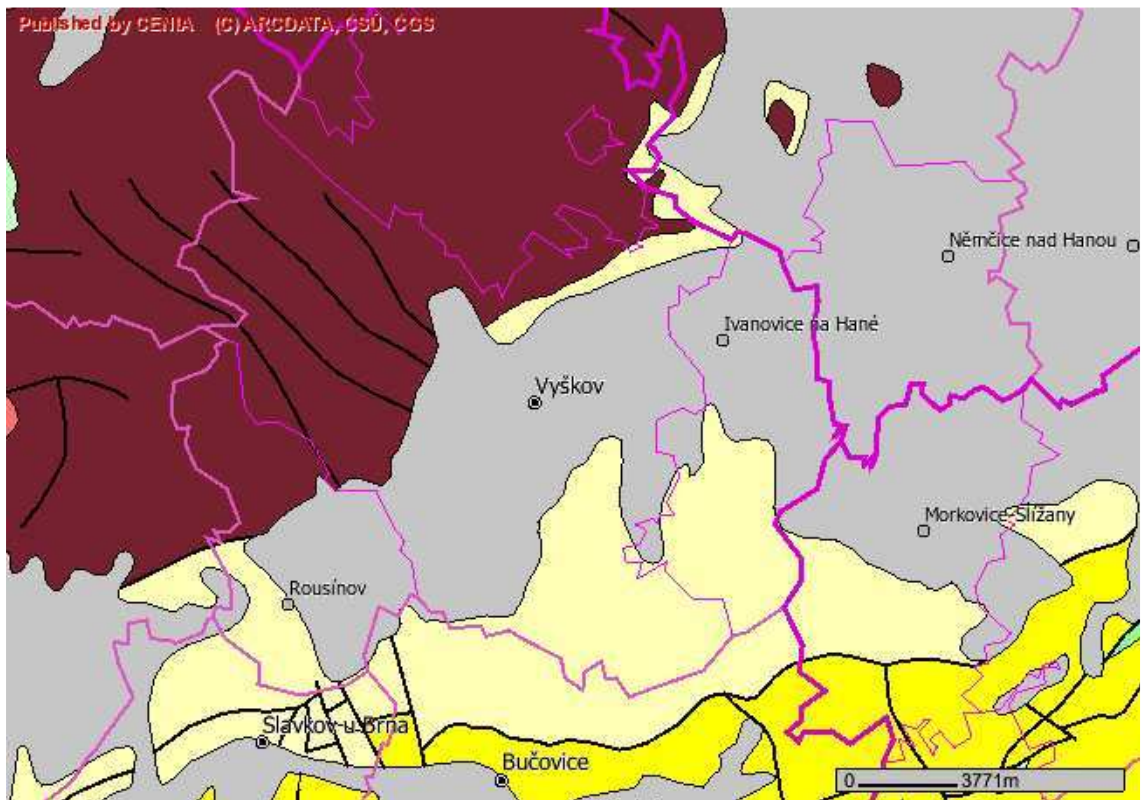 Published by CENIA (C) ARCDATA, ČSÚ, ČGS
Němčice nad Hanou
Ivanovice na Hané
Vyškov
Morkovice-Slížany
Rousínov
Slavkov u Brna
Bučovice
0 3771m